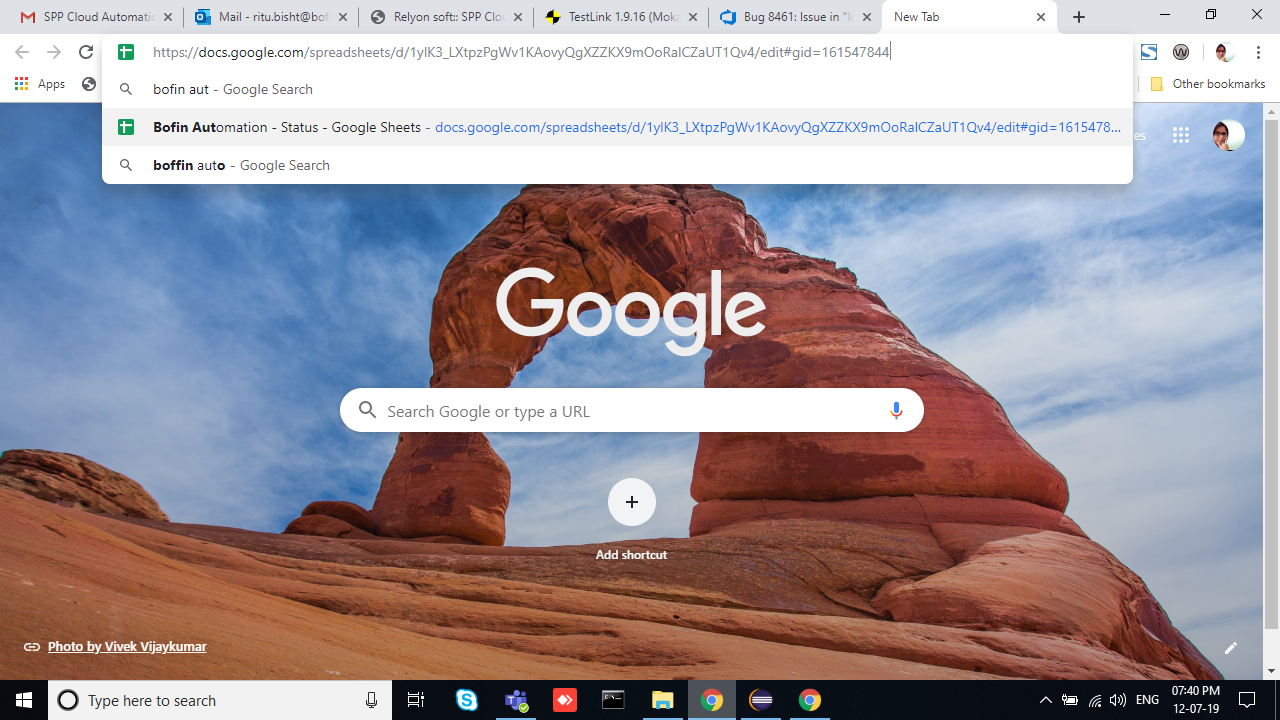 SPP Cloud Automatic
Mail - ritu.bisht@bof
Relyon soft:: SPP Clou
TestLink 1.9.16 (Moka
Bug 8461: Issue in "In
New Tab
https://docs.google.com/spreadsheets/d/1ylK3_LXtpzPgWv1KAovyQgXZZKX9mOoRalCZaUT1Qv4/edit#gid=161547844
bofin aut - Google Search
Apps
Other bookmarks
Bofin Automation - Status - Google Sheets - docs.google.com/spreadsheets/d/1ylK3_LXtpzPgWv1KAovyQgXZZKX9mOoRalCZaUT1Qv4/edit#gid=1615478...
es
boffin auto - Google Search
Google
Search Google or type a URL
Add shortcut
Photo by Vivek Vijaykumar
Type here to search
ENG
07:40 PM
12-07-19